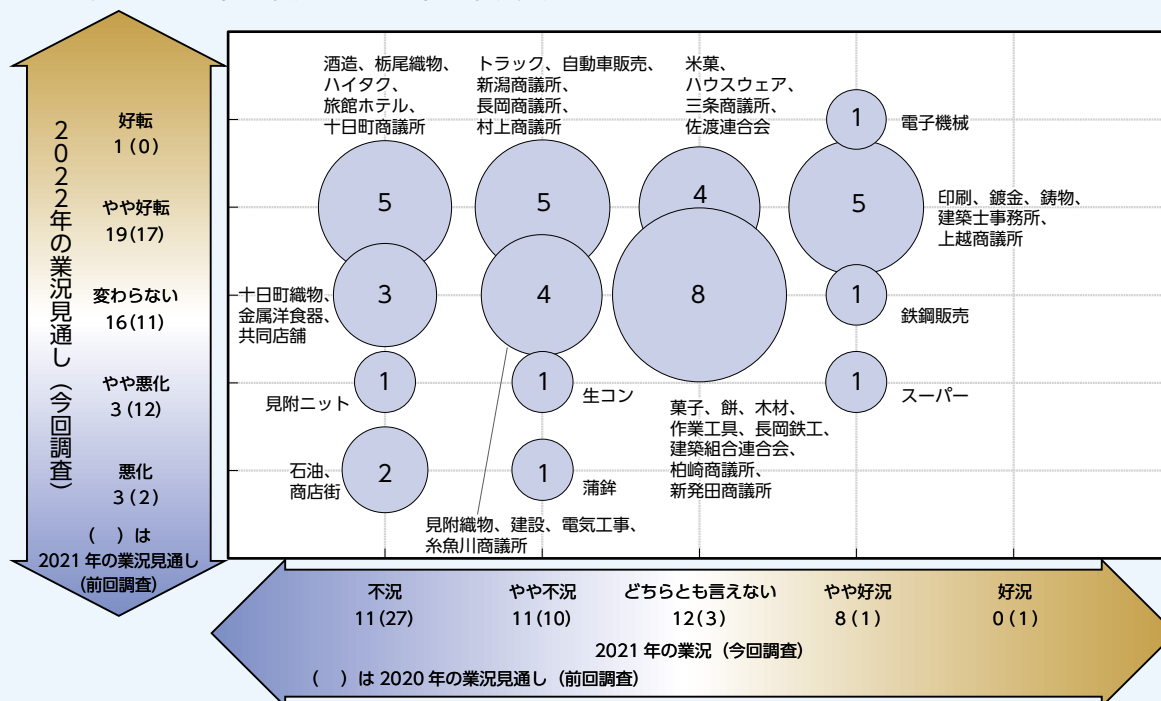 2022年の業況見通し（今回調査）
好転
1（0）
やや好転
19(17)
変わらない
16(11)
やや悪化
3(12)
悪化
3(2)
(　)は
2021年の業況見通し
(前回調査)
酒造、栃尾織物、
ハイタク、
旅館ホテル、
十日町商議所
トラック、自動車販売、
新潟商議所、
長岡商議所、
村上商議所
米菓、
ハウスウェア、
三条商議所、
佐渡連合会
1
電子機械
5
5
4
5
印刷、鍍金、鋳物、
建築士事務所、
上越商議所
十日町織物、
金属洋食器、
共同店舗
3
4
8
1
鉄鋼販売
1
見附ニット
1
生コン
1
スーパー
菓子、餅、木材、
作業工具、長岡鉄工、
建築組合連合会、
柏崎商議所、
新発田商議所
石油、
商店街
2
1
蒲鉾
見附織物、建設、電気工事、
糸魚川商議所
不況
11(27)
やや不況
11(10)
どちらとも言えない
12(3)
やや好況
8(1)
好況
0(1)
2021年の業況（今回調査）
(　)は2020年の業況見通し（前回調査）